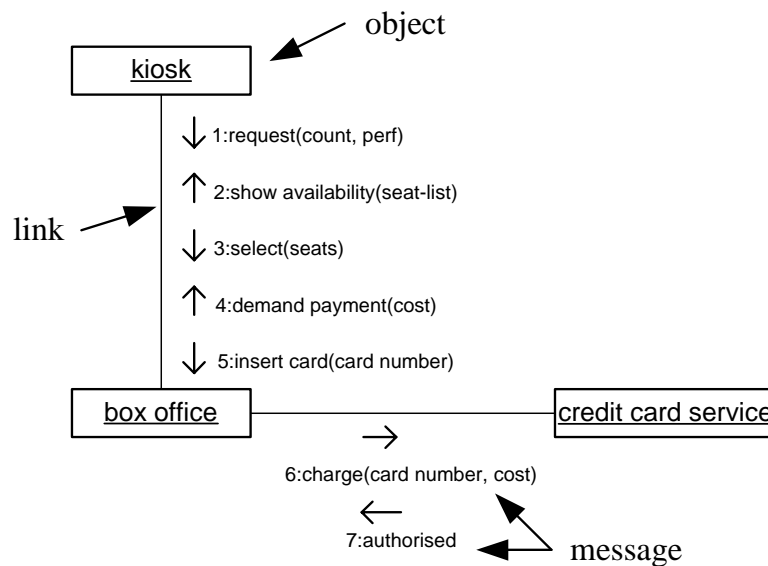 object
kiosk
1:request(count, perf)
2:show availability(seat-list)
link
3:select(seats)
4:demand payment(cost)
5:insert card(card number)
box office
credit card service
6:charge(card number, cost)
7:authorised
message